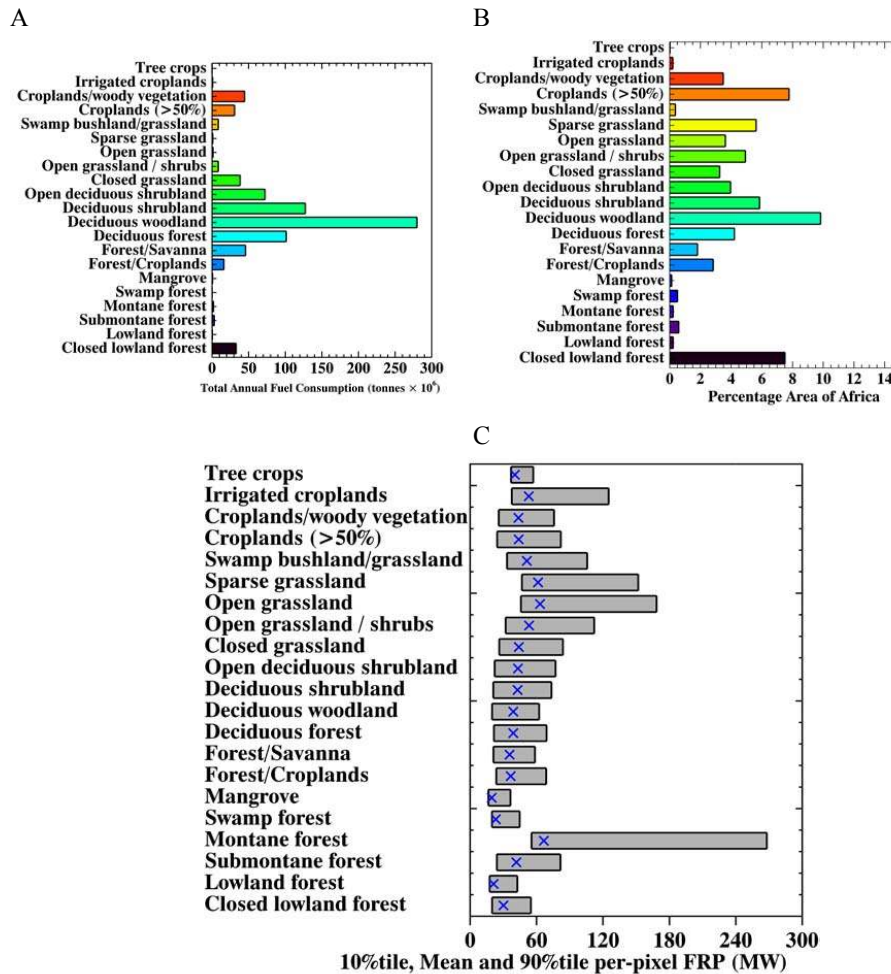 A
Tree crops
Irrigated croplands
Croplands/woody vegetation
Croplands (>50%)
Swamp bushland/grassland
Sparse grassland
Open grassland
Open grassland / shrubs
Closed grassland
Open deciduous shrubland
Deciduous shrubland
Deciduous woodland
Deciduous forest
Forest/Savanna
Forest/Croplands
Mangrove
Swamp forest
Montane forest
Submontane forest
Lowland forest
Closed lowland forest
0 50 100 150 200 250 300
Total Annual Fuel Consumption (tonnes × 10⁶)
B
Tree crops
Irrigated croplands
Croplands/woody vegetation
Croplands (>50%)
Swamp bushland/grassland
Sparse grassland
Open grassland
Open grassland / shrubs
Closed grassland
Open deciduous shrubland
Deciduous shrubland
Deciduous woodland
Deciduous forest
Forest/Savanna
Forest/Croplands
Mangrove
Swamp forest
Montane forest
Submontane forest
Lowland forest
Closed lowland forest
0 2 4 6 8 10 12 14
Percentage Area of Africa
C
Tree crops
Irrigated croplands
Croplands/woody vegetation
Croplands (>50%)
Swamp bushland/grassland
Sparse grassland
Open grassland
Open grassland / shrubs
Closed grassland
Open deciduous shrubland
Deciduous shrubland
Deciduous woodland
Deciduous forest
Forest/Savanna
Forest/Croplands
Mangrove
Swamp forest
Montane forest
Submontane forest
Lowland forest
Closed lowland forest
0 60 120 180 240 300
10%tile, Mean and 90%tile per-pixel FRP (MW)